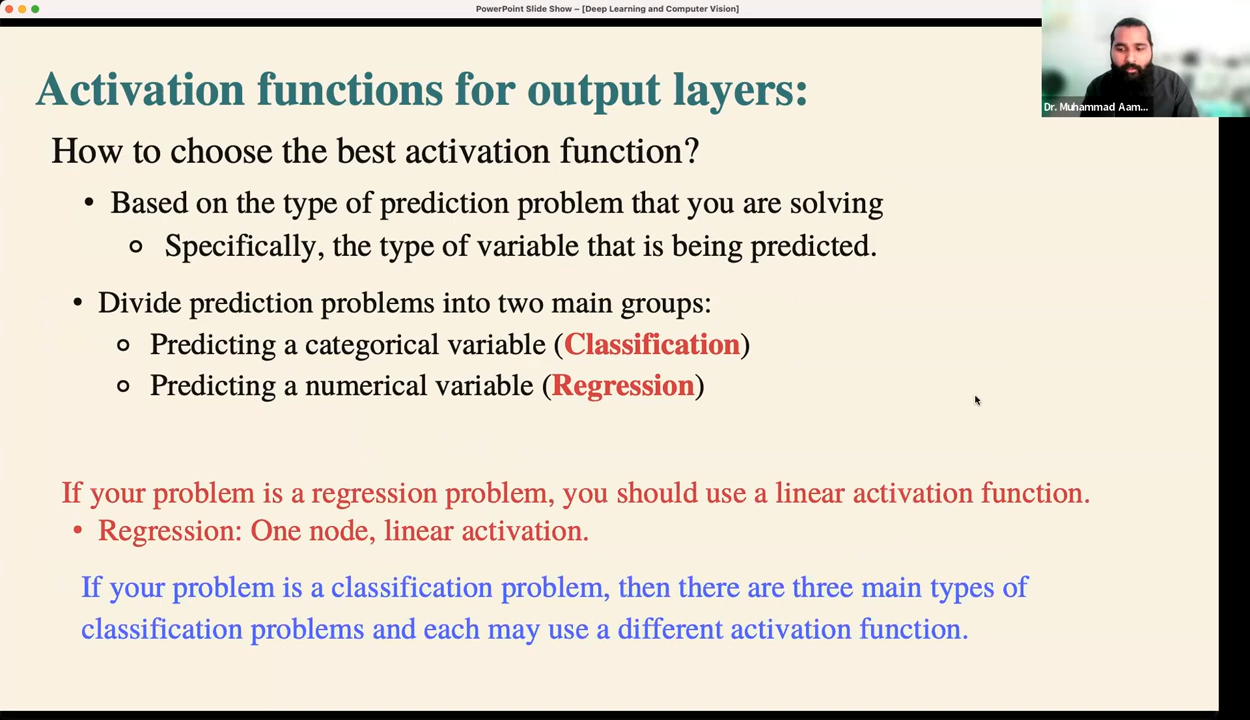 PowerPoint Slide Show – [Deep Learning and Computer Vision]
Dr. Muhammad Aam...
Activation functions for output layers:
How to choose the best activation function?
• Based on the type of prediction problem that you are solving
o Specifically, the type of variable that is being predicted.
• Divide prediction problems into two main groups:
o Predicting a categorical variable (Classification)
o Predicting a numerical variable (Regression)
If your problem is a regression problem, you should use a linear activation function.
• Regression: One node, linear activation.
If your problem is a classification problem, then there are three main types of
classification problems and each may use a different activation function.